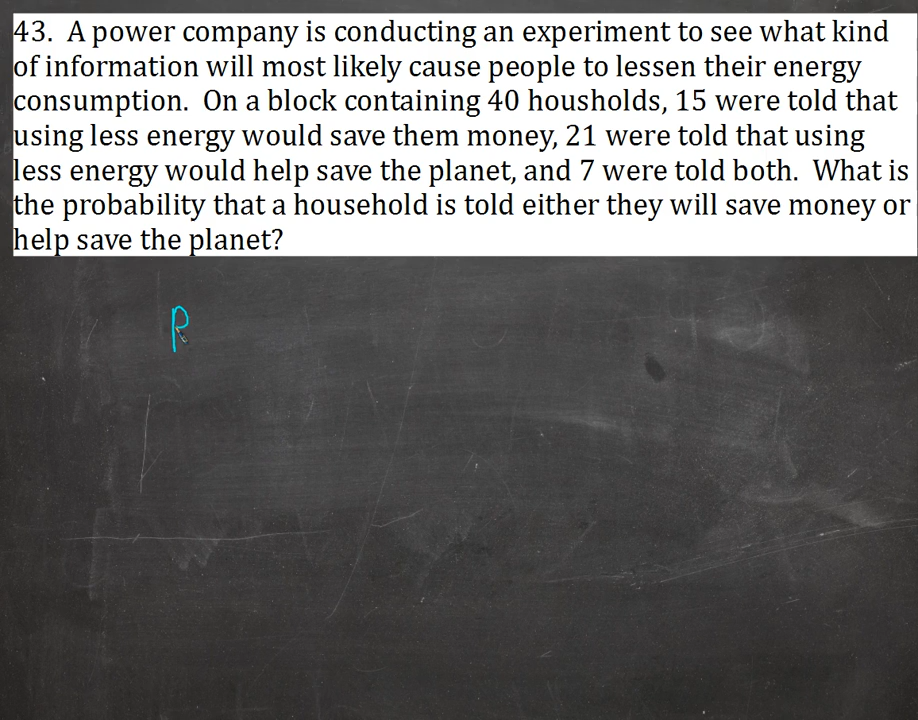 43. A power company is conducting an experiment to see what kind
of information will most likely cause people to lessen their energy
consumption. On a block containing 40 housholds, 15 were told that
using less energy would save them money, 21 were told that using
less energy would help save the planet, and 7 were told both. What is
the probability that a household is told either they will save money or
help save the planet?
P